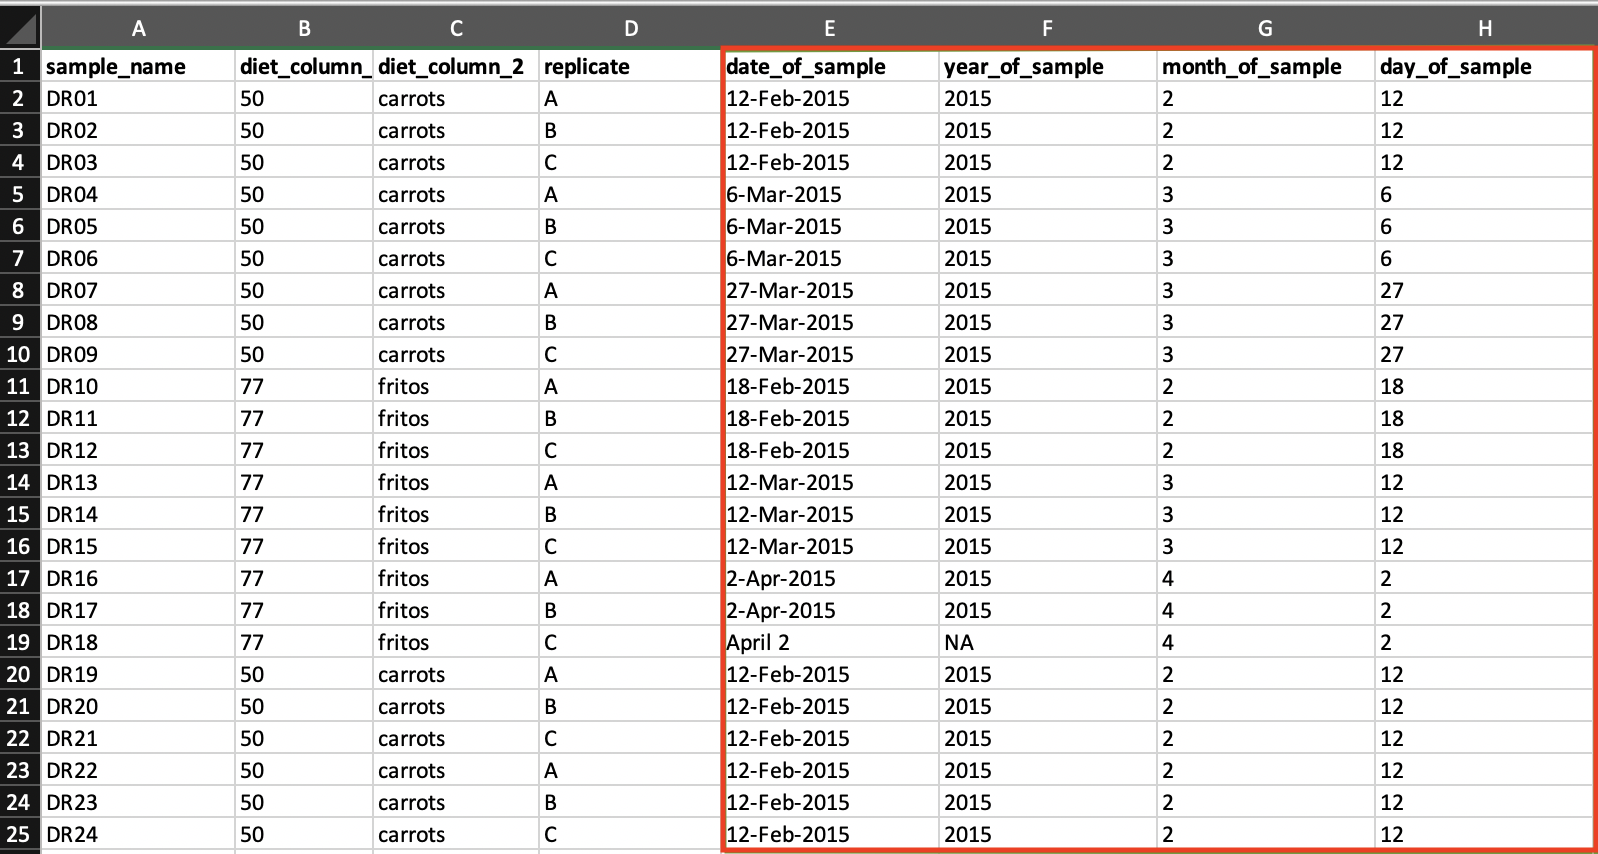 A B C D E F G H
1 sample_name diet_column_ diet_column_2 replicate date_of_sample year_of_sample month_of_sample day_of_sample
2 DR01 50 carrots A 12-Feb-2015 2015 2 12
3 DR02 50 carrots B 12-Feb-2015 2015 2 12
4 DR03 50 carrots C 12-Feb-2015 2015 2 12
5 DR04 50 carrots A 6-Mar-2015 2015 3 6
6 DR05 50 carrots B 6-Mar-2015 2015 3 6
7 DR06 50 carrots C 6-Mar-2015 2015 3 6
8 DR07 50 carrots A 27-Mar-2015 2015 3 27
9 DR08 50 carrots B 27-Mar-2015 2015 3 27
10 DR09 50 carrots C 27-Mar-2015 2015 3 27
11 DR10 77 fritos A 18-Feb-2015 2015 2 18
12 DR11 77 fritos B 18-Feb-2015 2015 2 18
13 DR12 77 fritos C 18-Feb-2015 2015 2 18
14 DR13 77 fritos A 12-Mar-2015 2015 3 12
15 DR14 77 fritos B 12-Mar-2015 2015 3 12
16 DR15 77 fritos C 12-Mar-2015 2015 3 12
17 DR16 77 fritos A 2-Apr-2015 2015 4 2
18 DR17 77 fritos B 2-Apr-2015 2015 4 2
19 DR18 77 fritos C April 2 NA 4 2
20 DR19 50 carrots A 12-Feb-2015 2015 2 12
21 DR20 50 carrots B 12-Feb-2015 2015 2 12
22 DR21 50 carrots C 12-Feb-2015 2015 2 12
23 DR22 50 carrots A 12-Feb-2015 2015 2 12
24 DR23 50 carrots B 12-Feb-2015 2015 2 12
25 DR24 50 carrots C 12-Feb-2015 2015 2 12